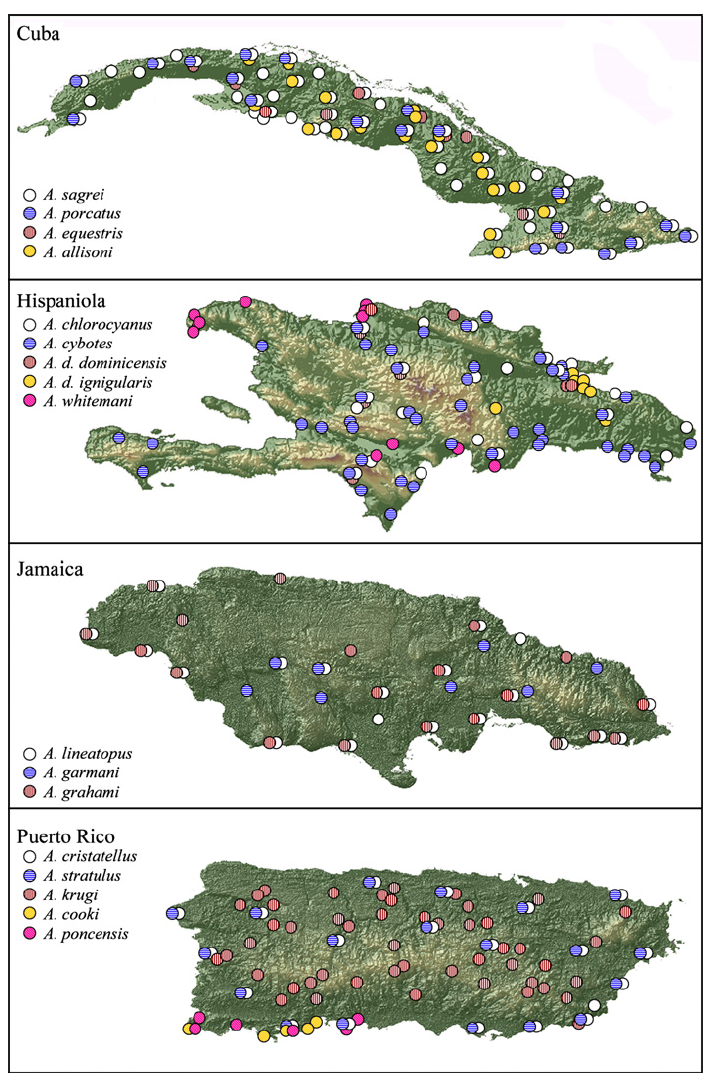 Cuba
A. sagrei
A. porcatus
A. equestris
A. allisoni
Hispaniola
A. chlorocyanus
A. cybotes
A. d. dominicensis
A. d. ignigularis
A. whitemani
Jamaica
A. lineatopus
A. garmani
A. grahami
Puerto Rico
A. cristatellus
A. stratulus
A. krugi
A. cooki
A. poncensis